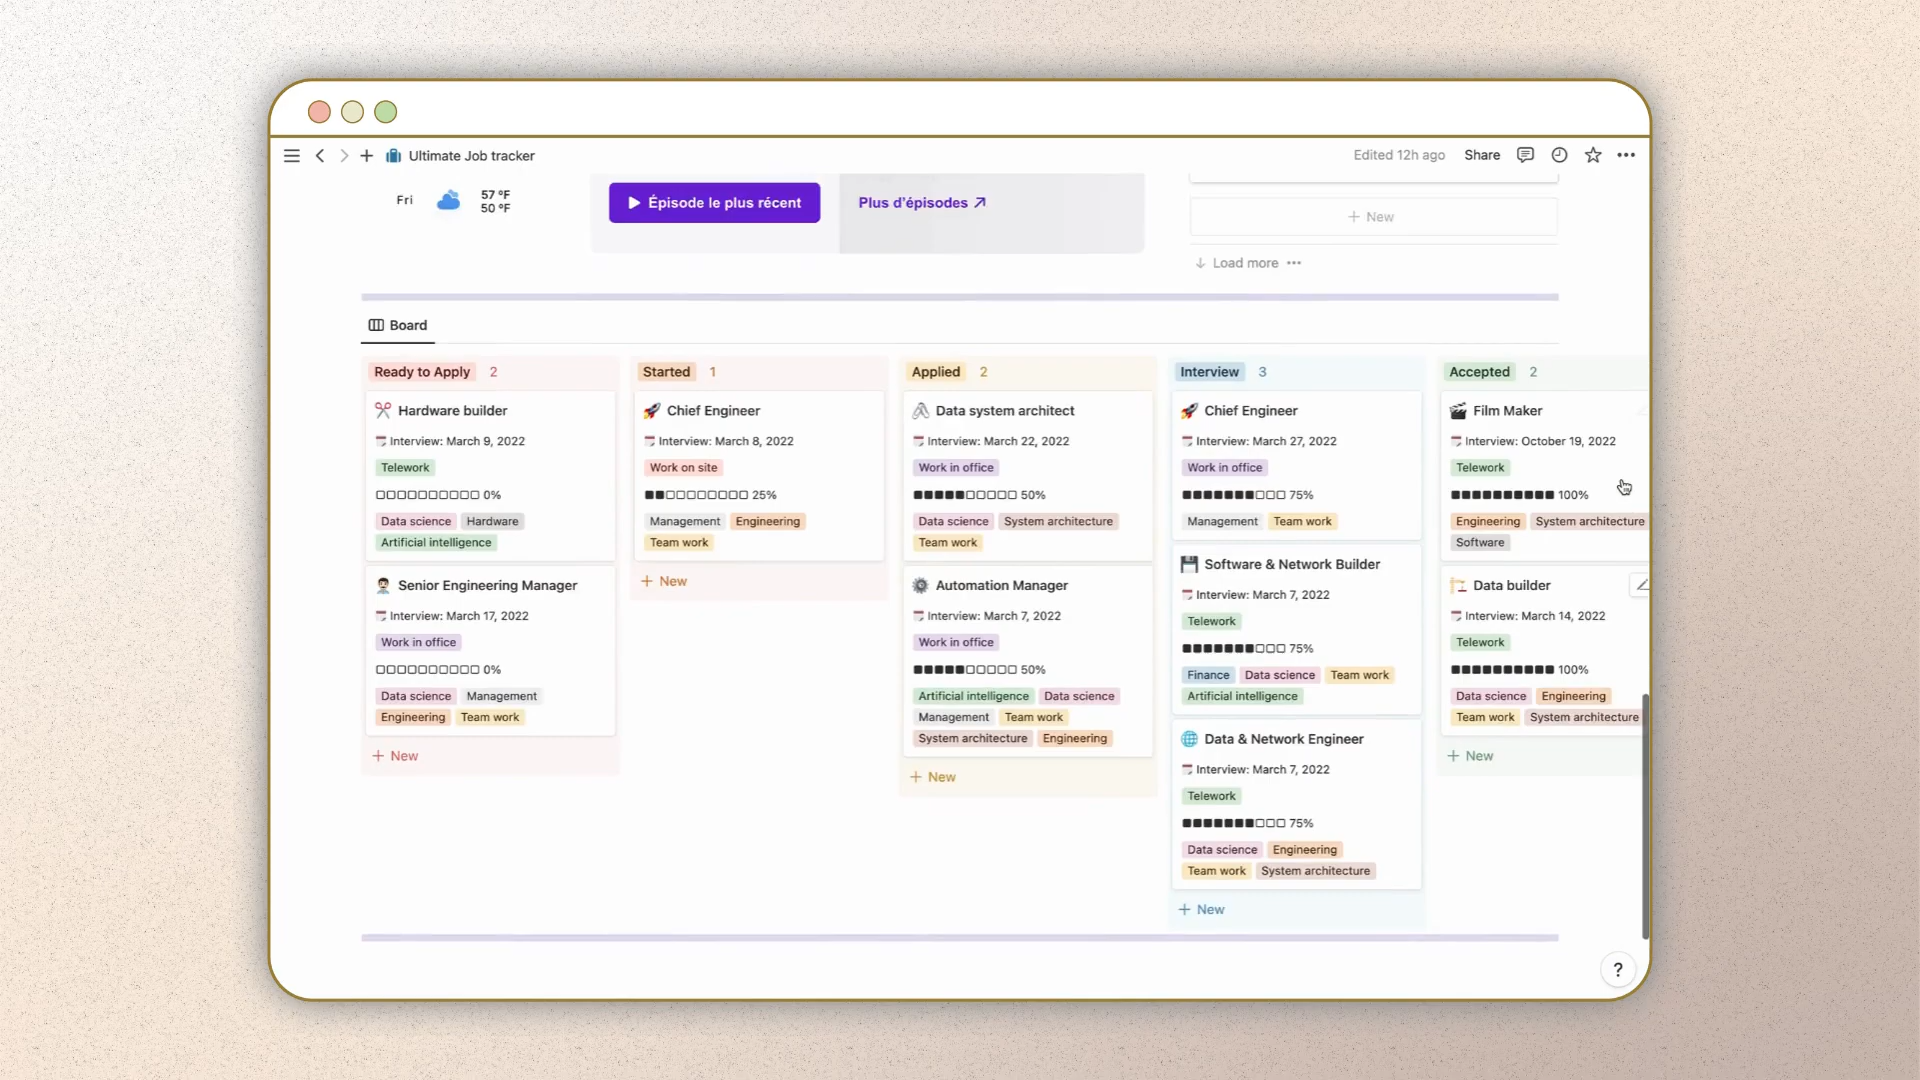 Ultimate Job tracker
Edited 12h ago
Share
Fri
57 °F
50 °F
Épisode le plus récent
Plus d'épisodes
New
Load more
Board
Ready to Apply 2
Hardware builder
Interview: March 9, 2022
Telework
0%
Data science Hardware
Artificial intelligence
Senior Engineering Manager
Interview: March 17, 2022
Work in office
0%
Data science Management
Engineering Team work
+ New
Started 1
Chief Engineer
Interview: March 8, 2022
Work on site
25%
Management Engineering
Team work
+ New
Applied 2
Data system architect
Interview: March 22, 2022
Work in office
50%
Data science System architecture
Team work
Automation Manager
Interview: March 7, 2022
Work in office
50%
Artificial intelligence Data science
Management Team work
System architecture Engineering
+ New
Interview 3
Chief Engineer
Interview: March 27, 2022
Work in office
75%
Management Team work
Software & Network Builder
Interview: March 7, 2022
Telework
75%
Finance Data science Team work
Artificial intelligence
Data & Network Engineer
Interview: March 7, 2022
Telework
75%
Data science Engineering
Team work System architecture
+ New
Accepted 2
Film Maker
Interview: October 19, 2022
Telework
100%
Engineering System architecture
Software
Data builder
Interview: March 14, 2022
Telework
100%
Data science Engineering
Team work System architecture
+ New
?